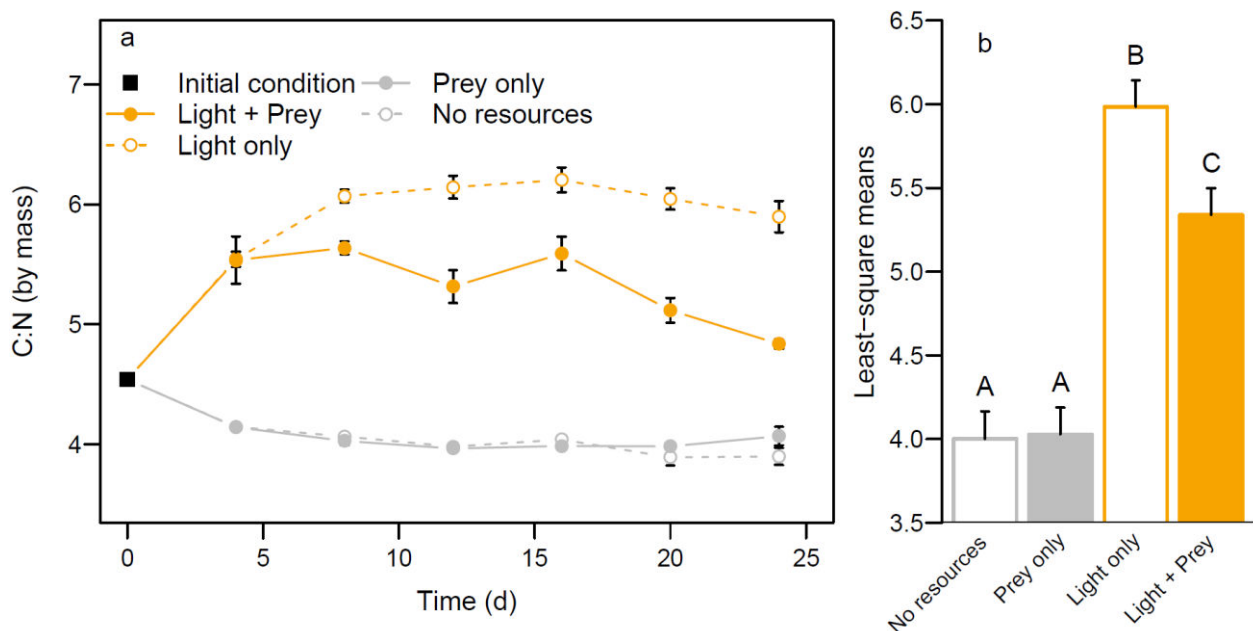 a
Initial condition
Light + Prey
Light only
Prey only
No resources
C:N (by mass)
7
6
5
4
0 5 10 15 20 25
Time (d)
b
Least−square means
6.5
6.0
5.5
5.0
4.5
4.0
3.5
A A B C
No resources
Prey only
Light only
Light + Prey